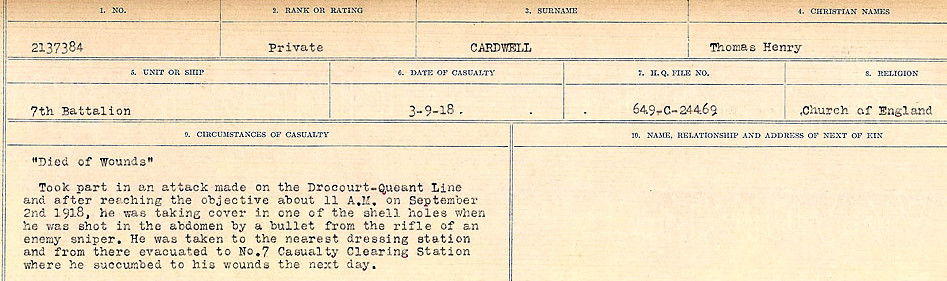 1. NO. 2. RANK OR RATING 3. SURNAME 4. CHRISTIAN NAMES
2137384 Private CARDWELL Thomas Henry
5. UNIT OR SHIP 6. DATE OF CASUALTY 7. H.Q. FILE NO. 8. RELIGION
7th Battalion 3-9-18. 649-C-24469 Church of England
9. CIRCUMSTANCES OF CASUALTY 10. NAME, RELATIONSHIP AND ADDRESS OF NEXT OF KIN
"Died of Wounds"
Took part in an attack made on the Drocourt-Queant Line
and after reaching the objective about 11 A.M. on September
2nd 1918, he was taking cover in one of the shell holes when
he was shot in the abdomen by a bullet from the rifle of an
enemy sniper. He was taken to the nearest dressing station
and from there evacuated to No.7 Casualty Clearing Station
where he succumbed to his wounds the next day.